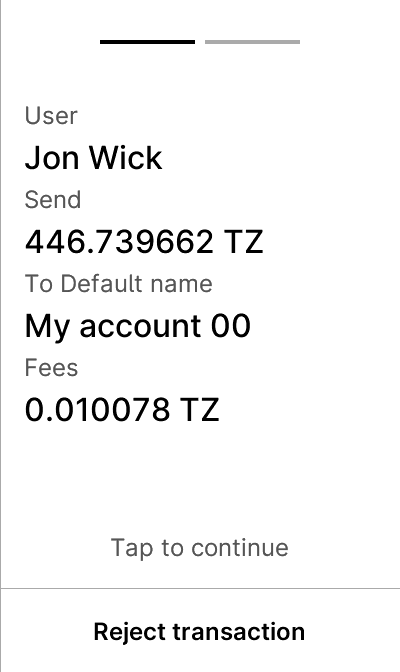 User
Jon Wick
Send
446.739662 TZ
To Default name
My account 00
Fees
0.010078 TZ
Tap to continue
Reject transaction